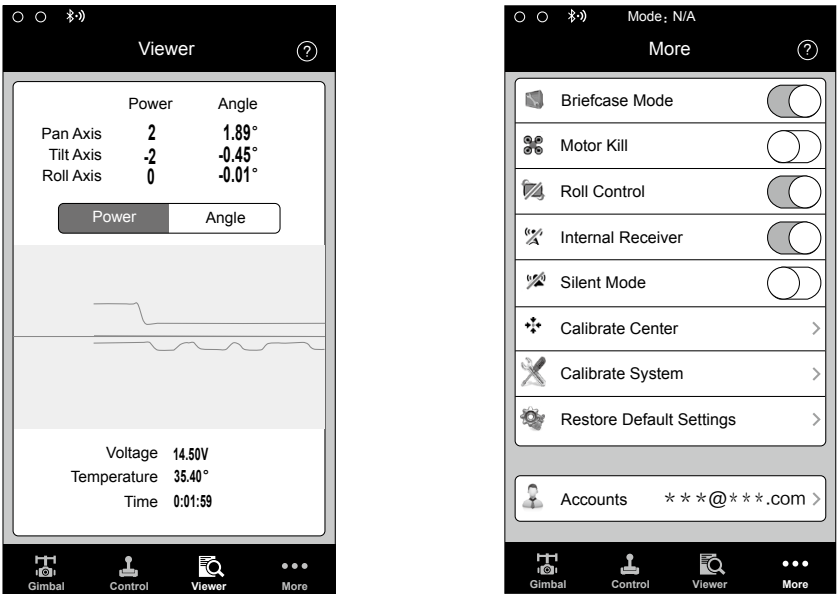 Viewer
?
Power Angle
Pan Axis 2 1.89°
Tilt Axis -2 -0.45°
Roll Axis 0 -0.01°
Power Angle
Voltage 14.50V
Temperature 35.40°
Time 0:01:59
Gimbal Control Viewer More
Mode: N/A
More
?
Briefcase Mode
Motor Kill
Roll Control
Internal Receiver
Silent Mode
Calibrate Center
Calibrate System
Restore Default Settings
Accounts ***@***.com
Gimbal Control Viewer More